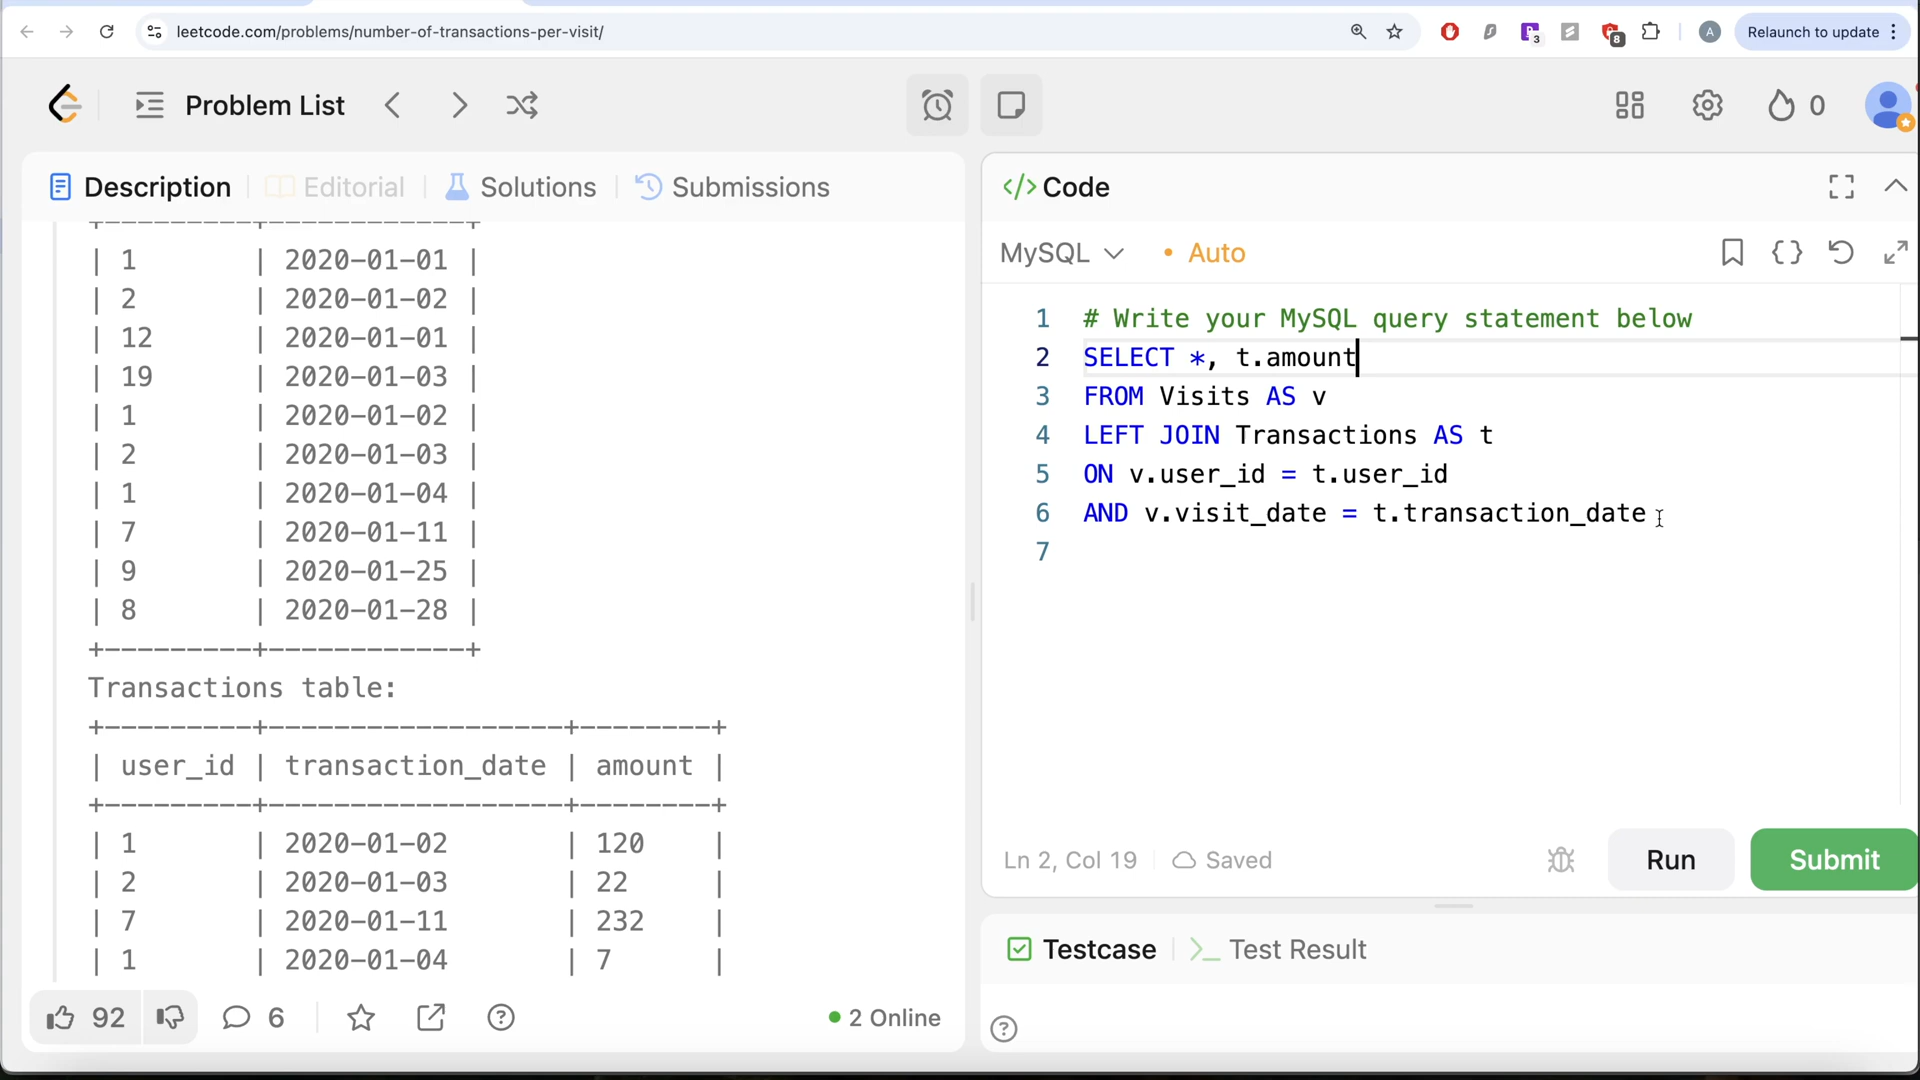 leetcode.com/problems/number-of-transactions-per-visit/
3
8
A
Relaunch to update
Problem List
0
Description
Editorial
Solutions
Submissions
| 1 | 2020-01-01 |
| 2 | 2020-01-02 |
| 12 | 2020-01-01 |
| 19 | 2020-01-03 |
| 1 | 2020-01-02 |
| 2 | 2020-01-03 |
| 1 | 2020-01-04 |
| 7 | 2020-01-11 |
| 9 | 2020-01-25 |
| 8 | 2020-01-28 |
+---------+------------+
Transactions table:
+---------+------------------+--------+
| user_id | transaction_date | amount |
+---------+------------------+--------+
| 1 | 2020-01-02 | 120 |
| 2 | 2020-01-03 | 22 |
| 7 | 2020-01-11 | 232 |
| 1 | 2020-01-04 | 7 |
92
6
2 Online
</> Code
MySQL
• Auto
{}
1 # Write your MySQL query statement below
2 SELECT *, t.amount
3 FROM Visits AS v
4 LEFT JOIN Transactions AS t
5 ON v.user_id = t.user_id
6 AND v.visit_date = t.transaction_date
7
Ln 2, Col 19
Saved
Run
Submit
Testcase
>_ Test Result